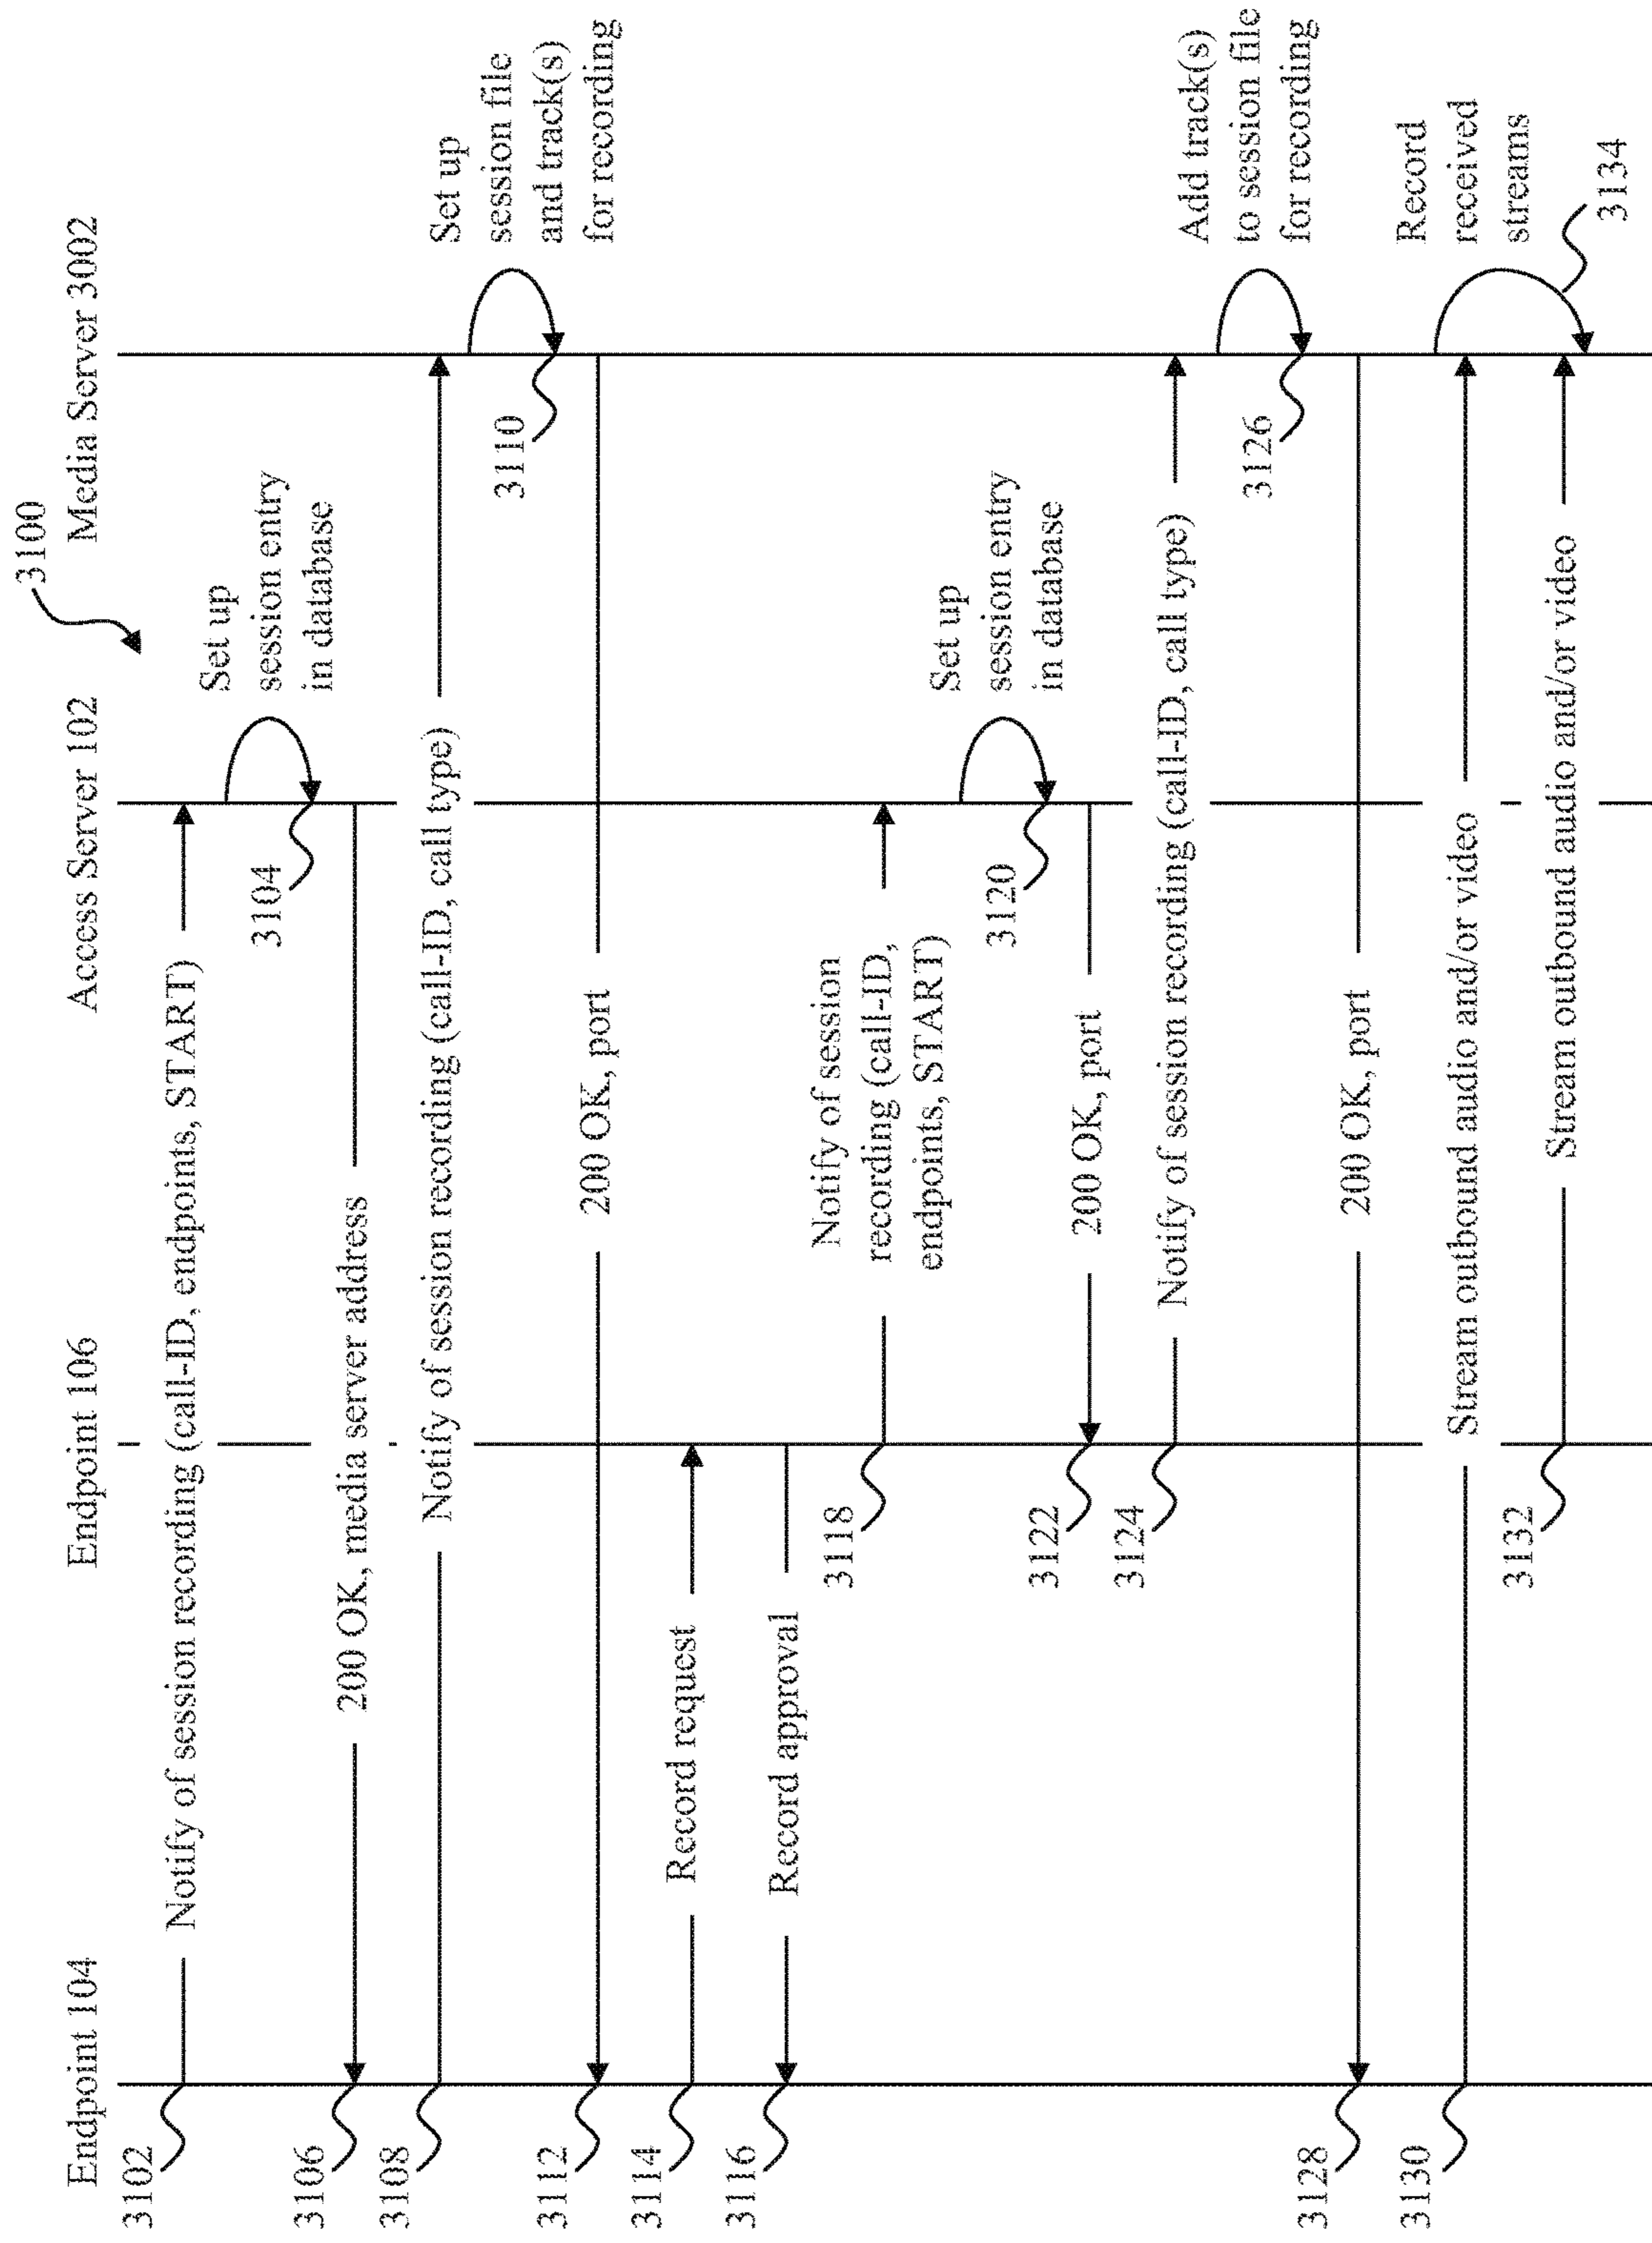 3100
Endpoint 104
Endpoint 106
Access Server 102
Media Server 3002
3102
Notify of session recording (call-ID, endpoints, START)
Set up
session entry
in database
3104
3106
200 OK, media server address
3108
Notify of session recording (call-ID, call type)
Set up
session file
and track(s)
for recording
3110
3112
200 OK, port
3114
Record request
3116
Record approval
3118
Notify of session
recording (call-ID,
endpoints, START)
Set up
session entry
in database
3120
3122
200 OK, port
3124
Notify of session recording (call-ID, call type)
Add track(s)
to session file
for recording
3126
3128
200 OK, port
3130
Stream outbound audio and/or video
Record
received
streams
3132
Stream outbound audio and/or video
3134